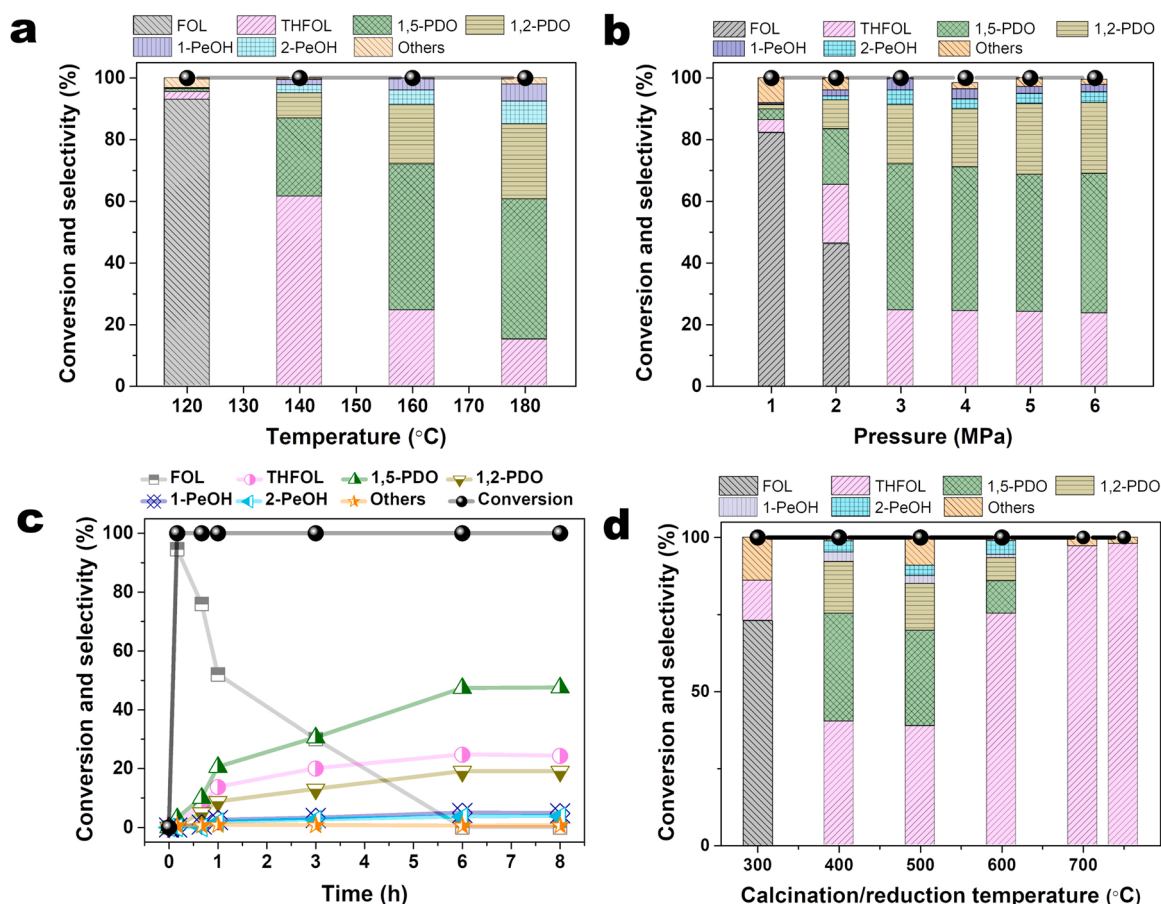 a
FOL THFOL 1,5-PDO 1,2-PDO
1-PeOH 2-PeOH Others
Conversion and selectivity (%)
100
80
60
40
20
0
120 130 140 150 160 170 180
Temperature (°C)
b
FOL THFOL 1,5-PDO 1,2-PDO
1-PeOH 2-PeOH Others
Conversion and selectivity (%)
100
80
60
40
20
0
1 2 3 4 5 6
Pressure (MPa)
c
FOL THFOL 1,5-PDO 1,2-PDO
1-PeOH 2-PeOH Others Conversion
Conversion and selectivity (%)
100
80
60
40
20
0
0 1 2 3 4 5 6 7 8
Time (h)
d
FOL THFOL 1,5-PDO 1,2-PDO
1-PeOH 2-PeOH Others
Conversion and selectivity (%)
100
50
0
300 400 500 600 700
Calcination/reduction temperature (°C)